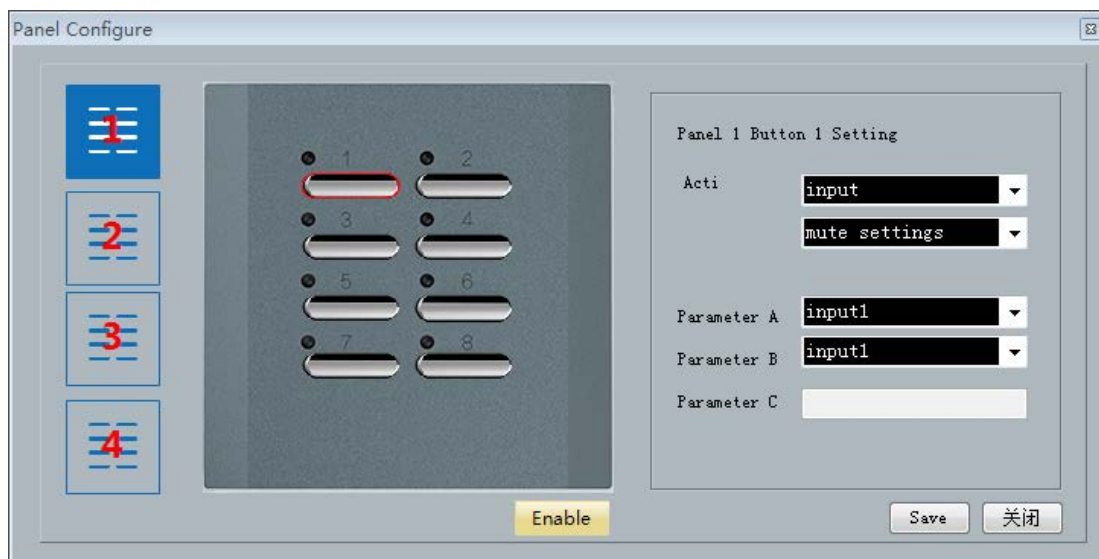 Panel Configure
1
2
3
4
1 2
3 4
5 6
7 8
Panel 1 Button 1 Setting
Acti input
mute settings
Parameter A input1
Parameter B input1
Parameter C
Enable
Save 关闭